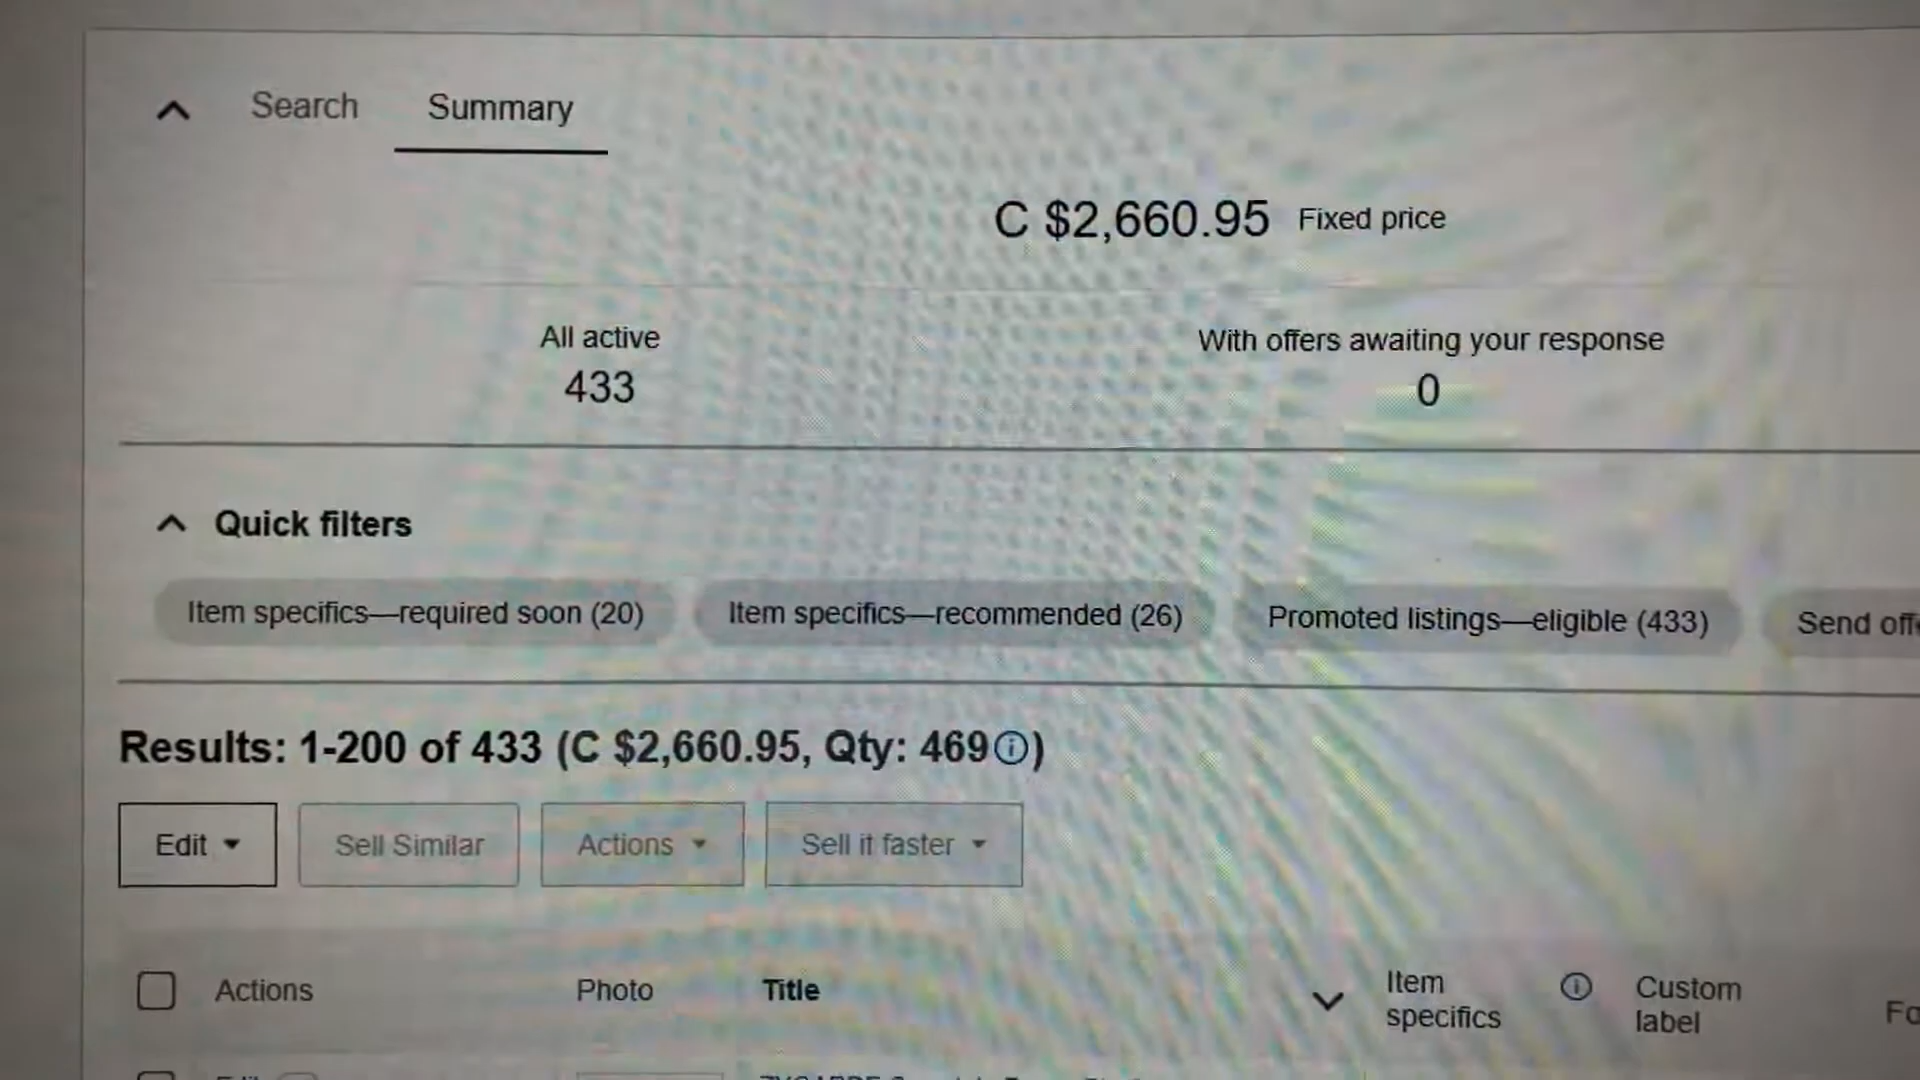 Search Summary
C $2,660.95 Fixed price
All active With offers awaiting your response
433 0
Quick filters
Item specifics—required soon (20) Item specifics—recommended (26) Promoted listings—eligible (433) Send
Results: 1-200 of 433 (C $2,660.95, Qty: 469 ⓘ)
Edit Sell Similar Actions Sell it faster
Actions Photo Title Item specifics ⓘ Custom label